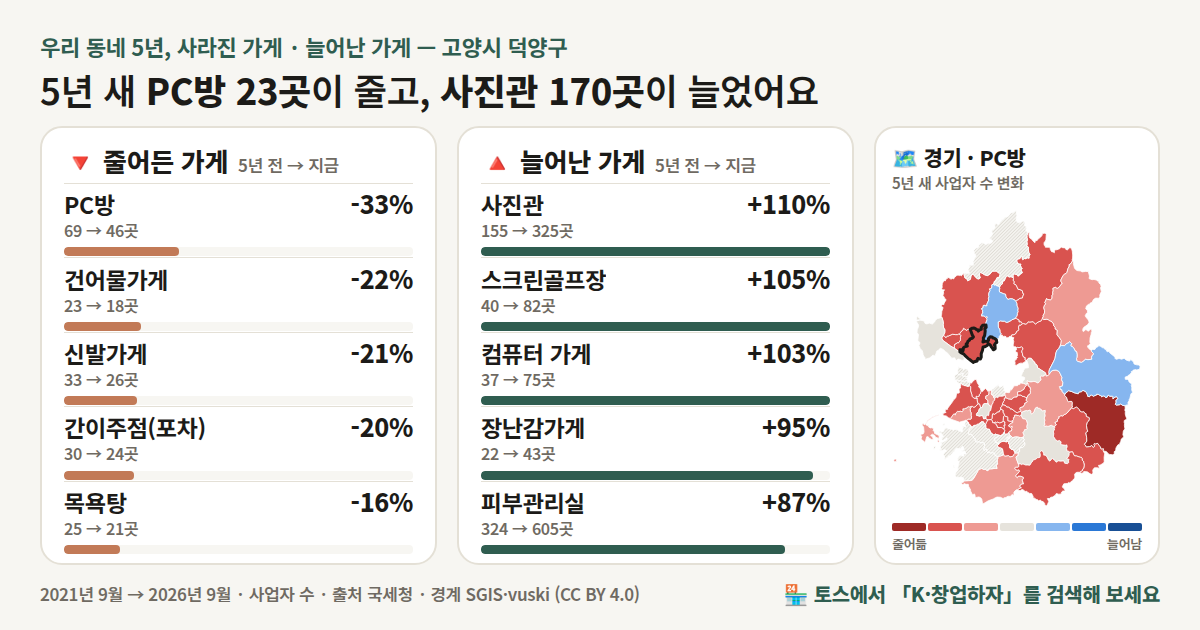 우리 동네 5년, 사라진 가게 · 늘어난 가게 — 고양시 덕양구
5년 새 PC방 23곳이 줄고, 사진관 170곳이 늘었어요
줄어든 가게 5년 전 → 지금
PC방 -33%
69 → 46곳
건어물가게 -22%
23 → 18곳
신발가게 -21%
33 → 26곳
간이주점(포차) -20%
30 → 24곳
목욕탕 -16%
25 → 21곳
늘어난 가게 5년 전 → 지금
사진관 +110%
155 → 325곳
스크린골프장 +105%
40 → 82곳
컴퓨터 가게 +103%
37 → 75곳
장난감가게 +95%
22 → 43곳
피부관리실 +87%
324 → 605곳
경기 · PC방
5년 새 사업자 수 변화
줄어듦 늘어남
2021년 9월 → 2026년 9월 · 사업자 수 · 출처 국세청 · 경계 SGIS·vuski (CC BY 4.0)
토스에서 「K·창업하자」를 검색해 보세요